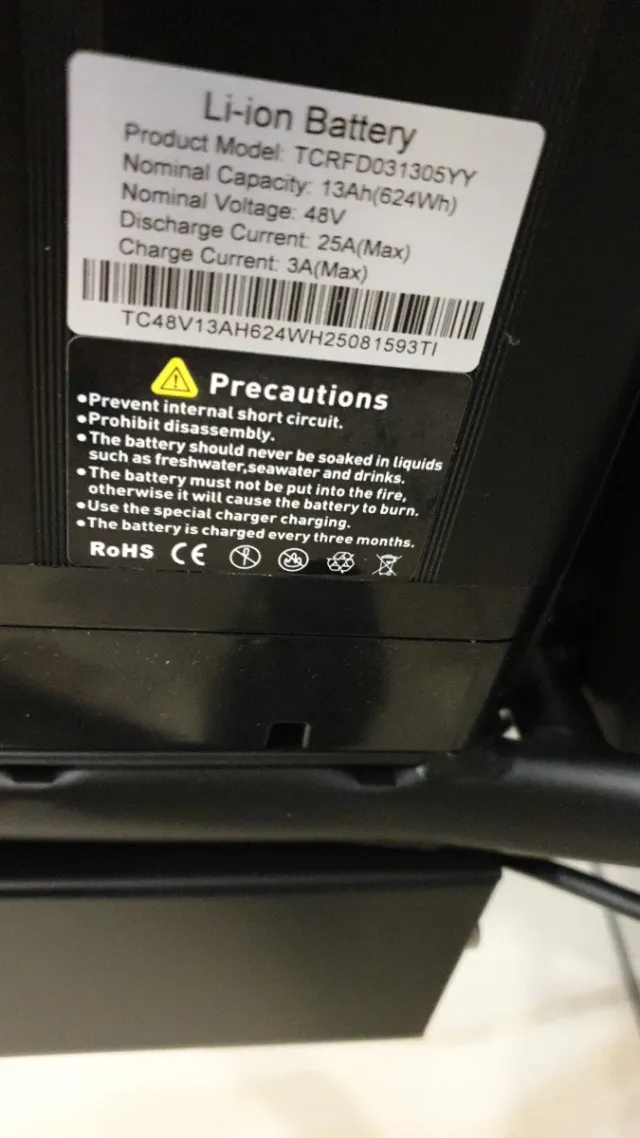 Li-ion Battery
Product Model: TCRFD031305YY
Nominal Capacity: 13Ah(624Wh)
Nominal Voltage: 48V
Discharge Current: 25A(Max)
Charge Current: 3A(Max)
TC48V13AH624WH25081593TI
Precautions
•Prevent internal short circuit.
•Prohibit disassembly.
•The battery should never be soaked in liquids
such as freshwater,seawater and drinks.
•The battery must not be put into the fire,
otherwise it will cause the battery to burn.
•Use the special charger charging.
•The battery is charged every three months.
RoHS CE